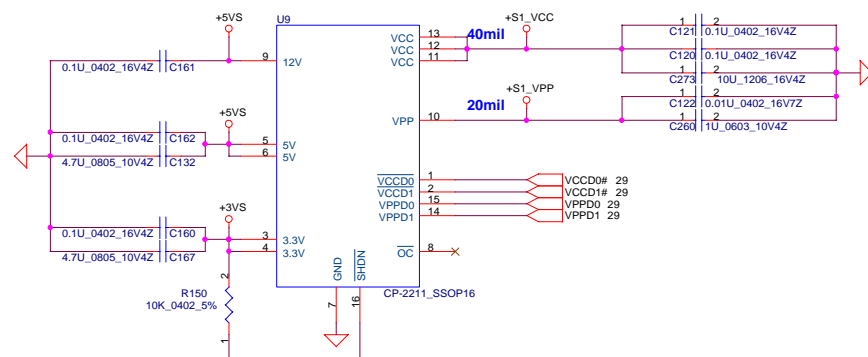 +5VS
U9
+S1_VCC
1
2
C121
0.1U_0402_16V4Z
VCC
13
40mil
VCC
12
VCC
11
1
2
C120
0.1U_0402_16V4Z
9
12V
0.1U_0402_16V4Z
C161
1
2
C273
10U_1206_16V4Z
+5VS
+S1_VPP
20mil
1
2
C122
0.01U_0402_16V7Z
VPP
10
1
2
C260
1U_0603_10V4Z
0.1U_0402_16V4Z
C162
5
5V
6
5V
4.7U_0805_10V4Z
C132
VCCD0
1
VCCD0# 29
VCCD1
2
VCCD1# 29
VPPD0
15
VPPD0 29
VPPD1
14
VPPD1 29
+3VS
0.1U_0402_16V4Z
C160
3
3.3V
4
3.3V
4.7U_0805_10V4Z
C167
OC
8
GND
SHDN
2
R150
10K_0402_5%
1
7
16
CP-2211_SSOP16